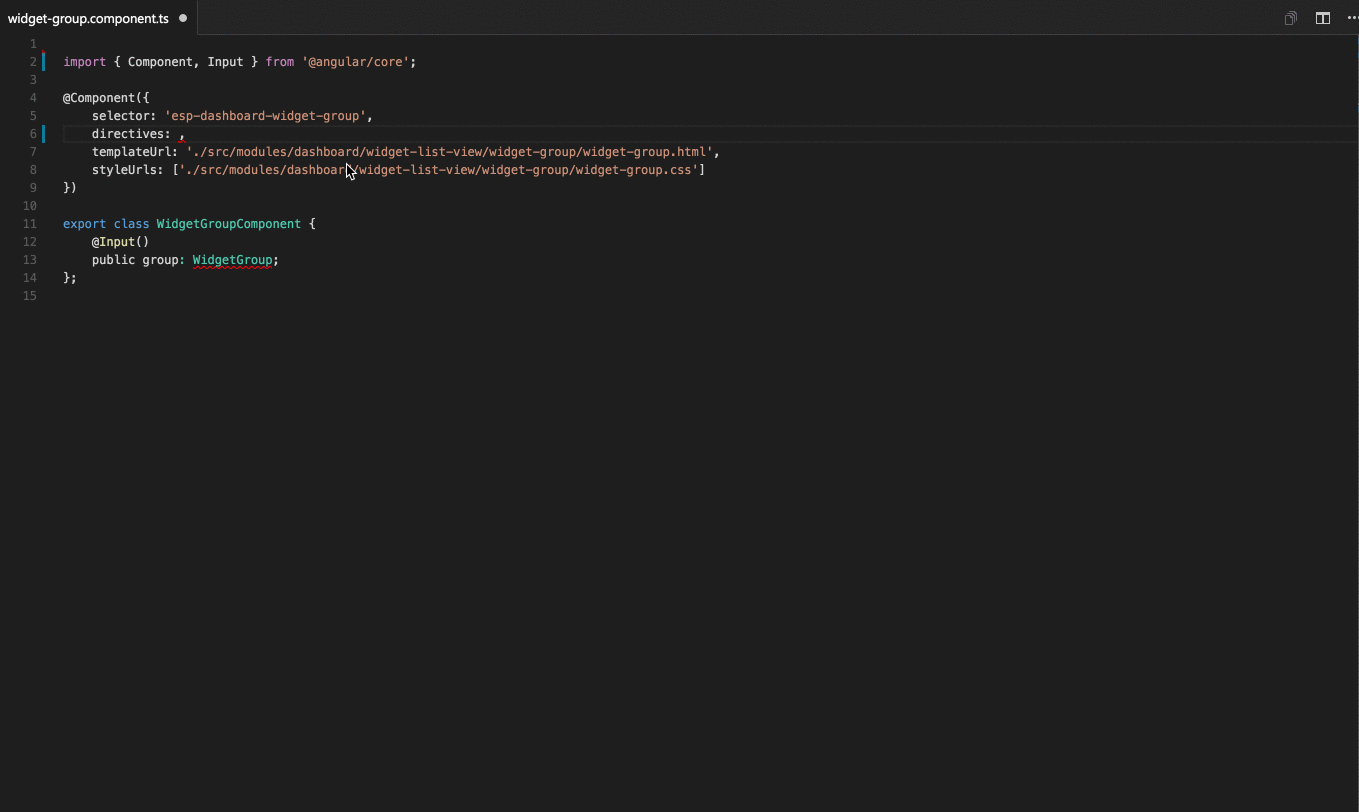 widget-group.component.ts
1
2 import { Component, Input } from '@angular/core';
3
4 @Component({
5 selector: 'esp-dashboard-widget-group',
6 directives: ,
7 templateUrl: './src/modules/dashboard/widget-list-view/widget-group/widget-group.html',
8 styleUrls: ['./src/modules/dashboard/widget-list-view/widget-group/widget-group.css']
9 })
10
11 export class WidgetGroupComponent {
12 @Input()
13 public group: WidgetGroup;
14 };
15